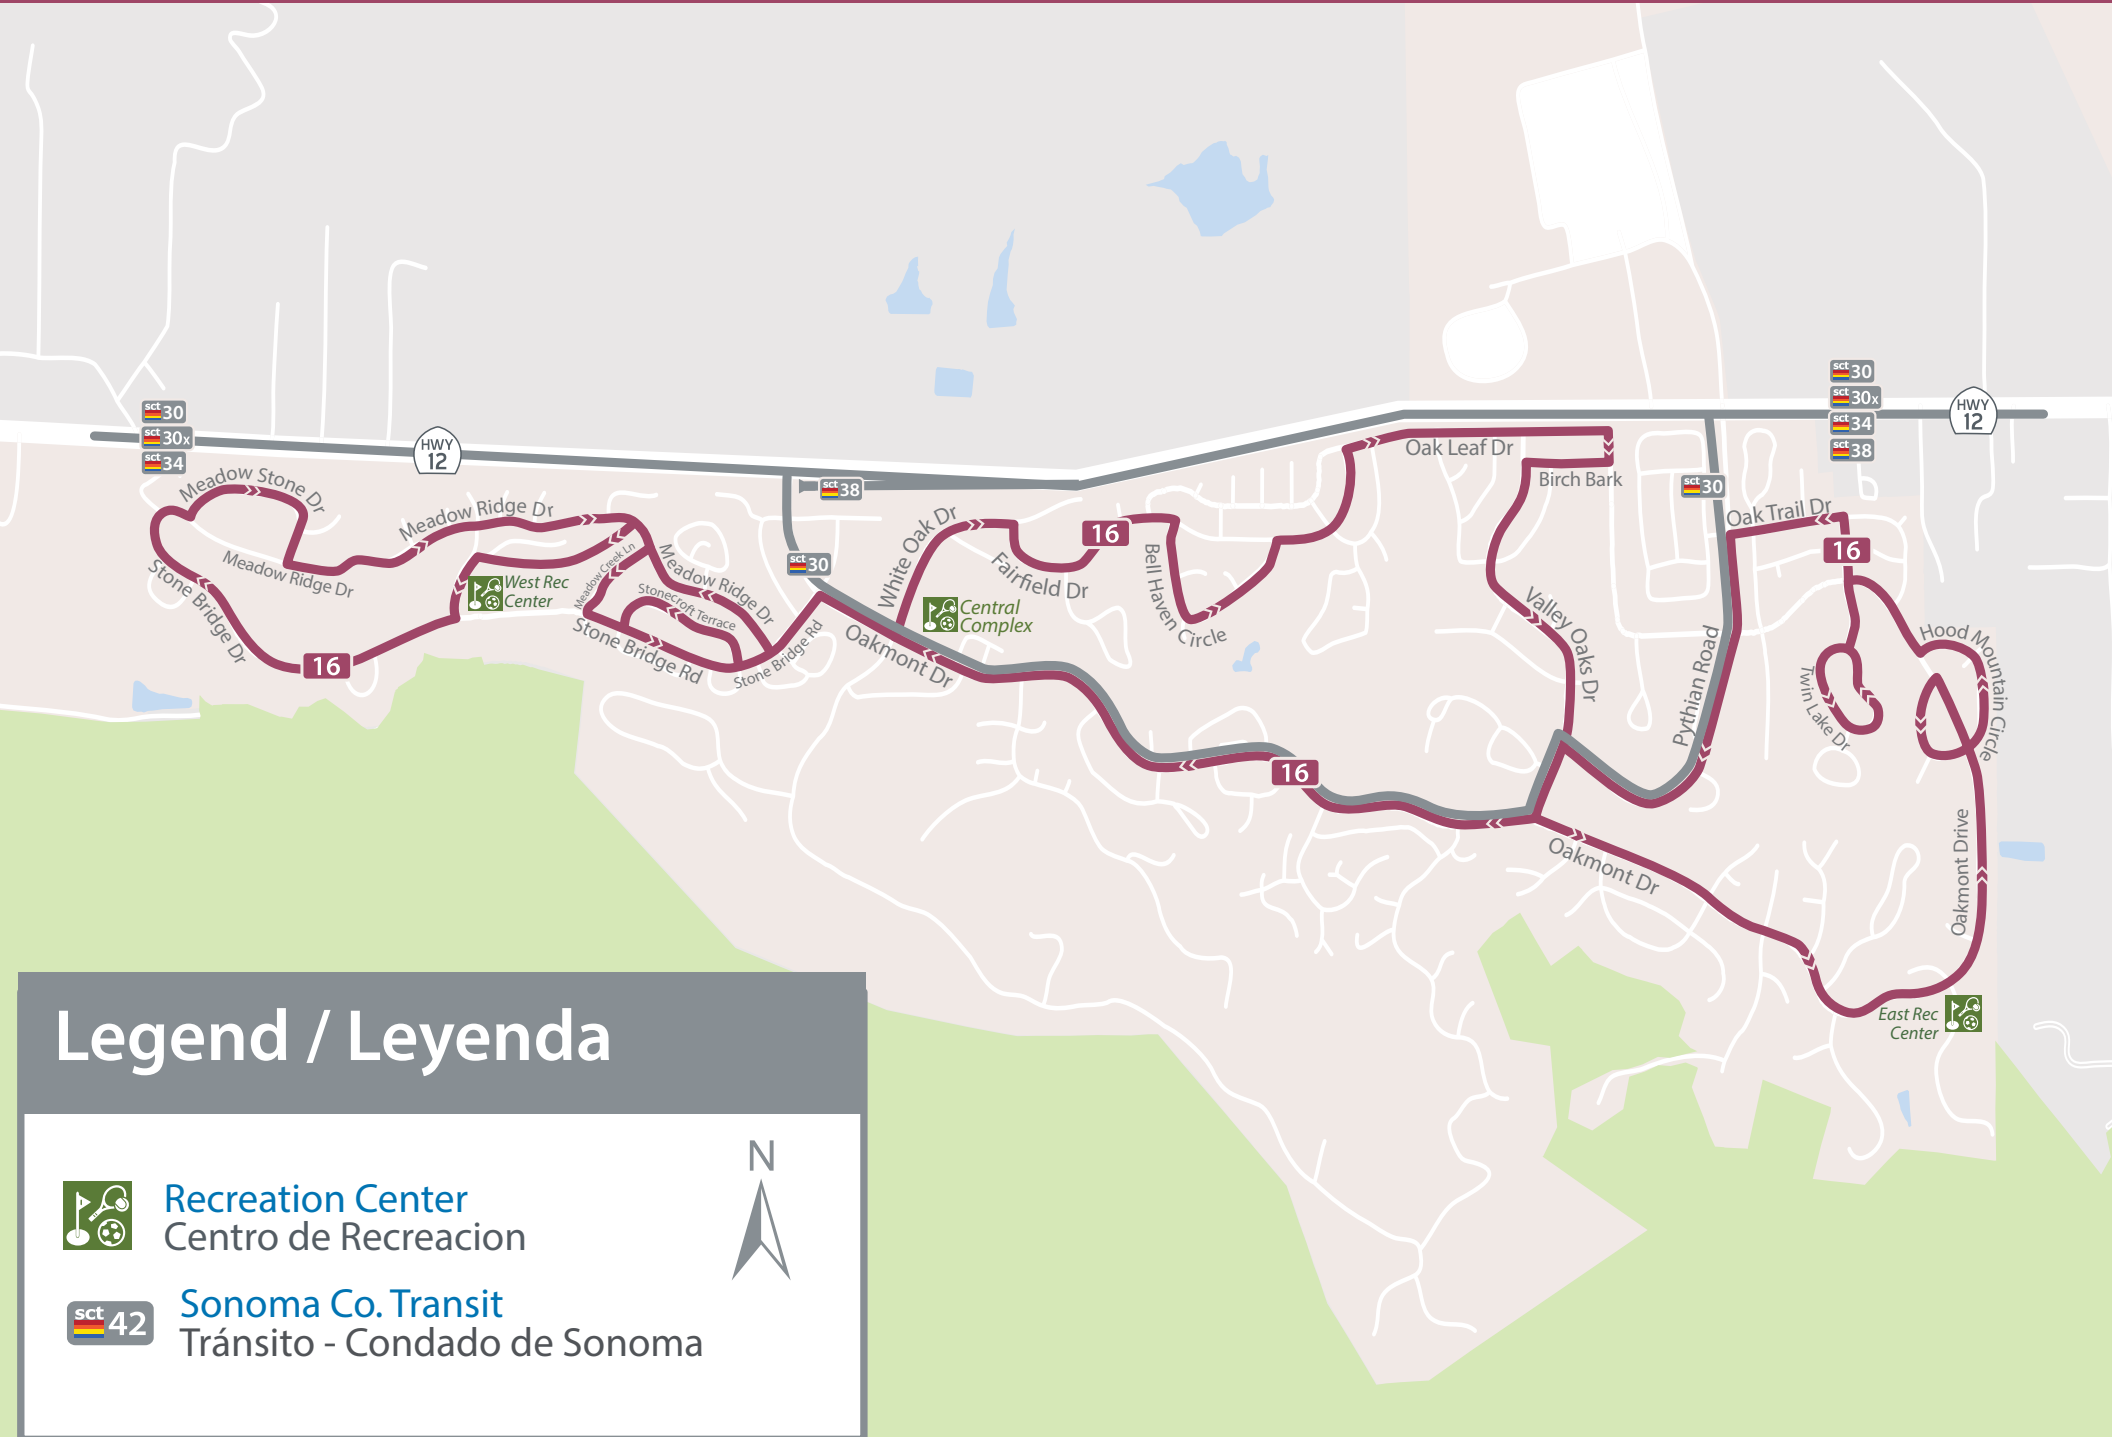 sct 30
sct 30x
sct 34
HWY
12
sct 38
sct 30
sct 30
sct 30x
sct 34
sct 38
HWY
12
sct 30
Meadow Stone Dr
Meadow Ridge Dr
Meadow Ridge Dr
Stone Bridge Dr
16
West Rec
Center
Meadow Creek Ln
Meadow Ridge Dr
Stonecroft Terrace
Stone Bridge Rd
Stone Bridge Rd
White Oak Dr
Central
Complex
Oakmont Dr
Fairfield Dr
16
Bell Haven Circle
Oak Leaf Dr
Birch Bark
Valley Oaks Dr
Pythian Road
Oak Trail Dr
16
Hood Mountain Circle
Twin Lake Dr
16
Oakmont Dr
Oakmont Drive
East Rec
Center
Legend / Leyenda
N
Recreation Center
Centro de Recreacion
sct 42
Sonoma Co. Transit
Tránsito - Condado de Sonoma